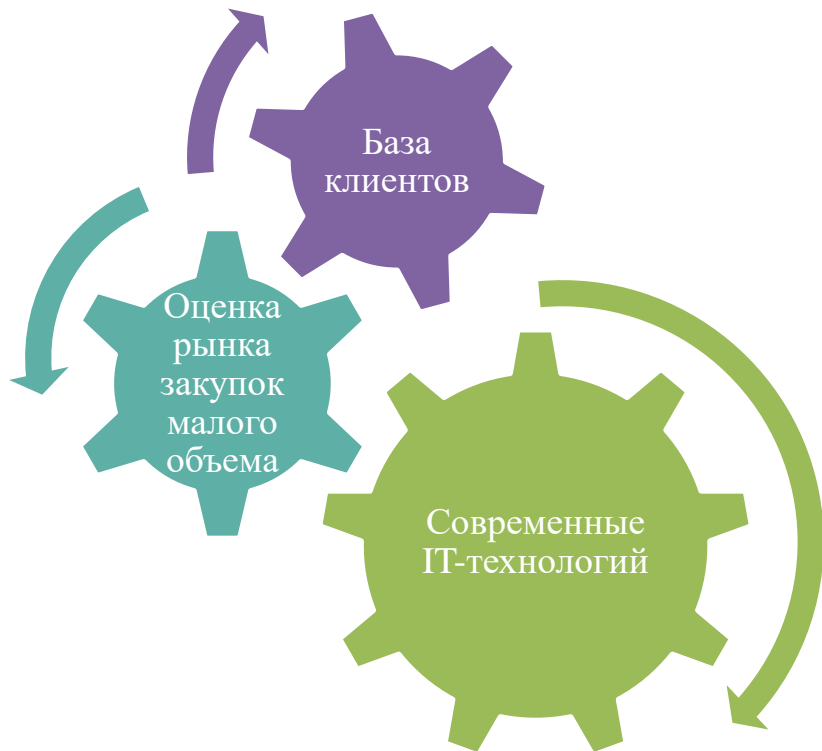 База
клиентов
Оценка
рынка
закупок
малого
объема
Современные
IT-технологий